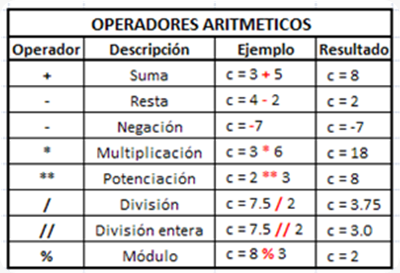 OPERADORES ARITMETICOS
Operador Descripción Ejemplo Resultado
+ Suma c = 3 + 5 c = 8
- Resta c = 4 - 2 c = 2
- Negación c = -7 c = -7
* Multiplicación c = 3 * 6 c = 18
** Potenciación c = 2 ** 3 c = 8
/ División c = 7.5 / 2 c = 3.75
// División entera c = 7.5 // 2 c = 3.0
% Módulo c = 8 % 3 c = 2